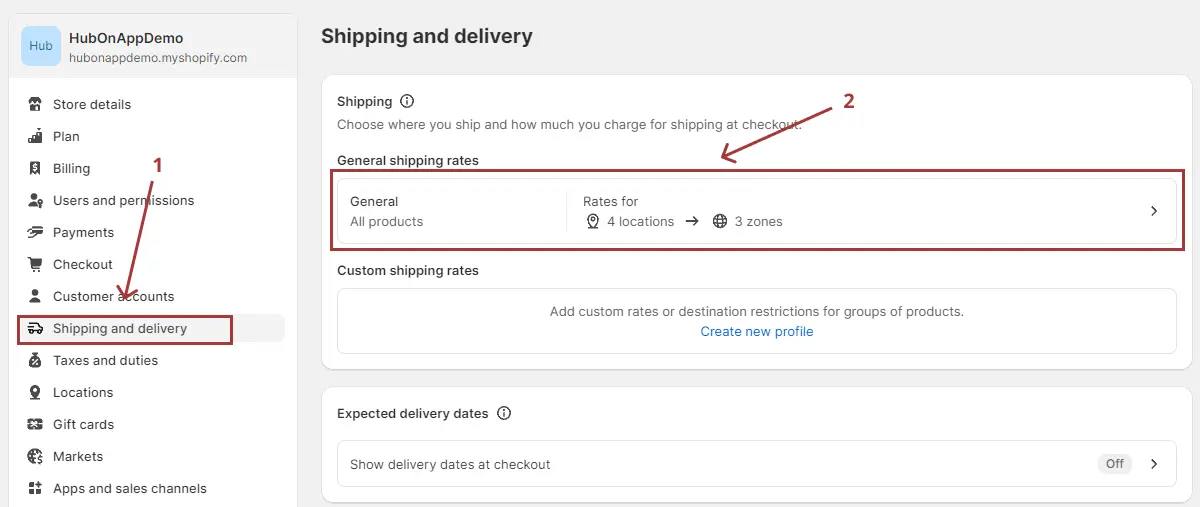 Hub
HubOnAppDemo
hubonappdemo.myshopify.com
Store details
Plan
Billing
1
Users and permissions
Payments
Checkout
Customer accounts
Shipping and delivery
Taxes and duties
Locations
Gift cards
Markets
Apps and sales channels
Shipping and delivery
Shipping
2
Choose where you ship and how much you charge for shipping at checkout.
General shipping rates
General
All products
Rates for
4 locations → 3 zones
Custom shipping rates
Add custom rates or destination restrictions for groups of products.
Create new profile
Expected delivery dates
Show delivery dates at checkout Off